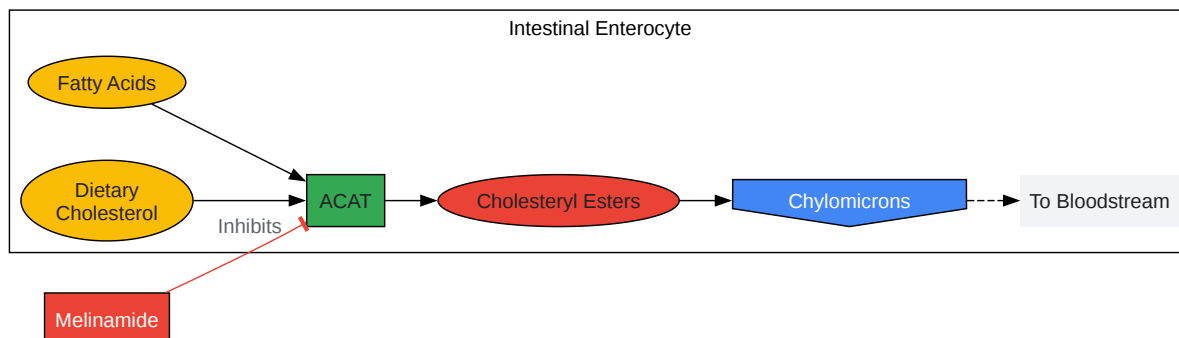 Intestinal Enterocyte
Fatty Acids
Dietary
Cholesterol
ACAT
Cholesteryl Esters
Chylomicrons
To Bloodstream
Inhibits
Melinamide